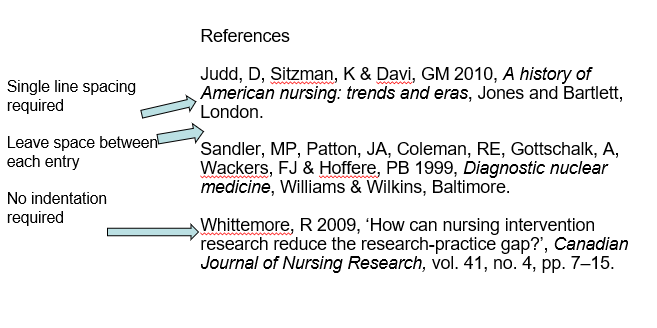 References
Judd, D, Sitzman, K & Davi, GM 2010, A history of
American nursing: trends and eras, Jones and Bartlett,
London.
Single line spacing
required
Leave space between
each entry
Sandler, MP, Patton, JA, Coleman, RE, Gottschalk, A,
Wackers, FJ & Hoffere, PB 1999, Diagnostic nuclear
medicine, Williams & Wilkins, Baltimore.
No indentation
required
Whittemore, R 2009, ‘How can nursing intervention
research reduce the research-practice gap?’, Canadian
Journal of Nursing Research, vol. 41, no. 4, pp. 7–15.